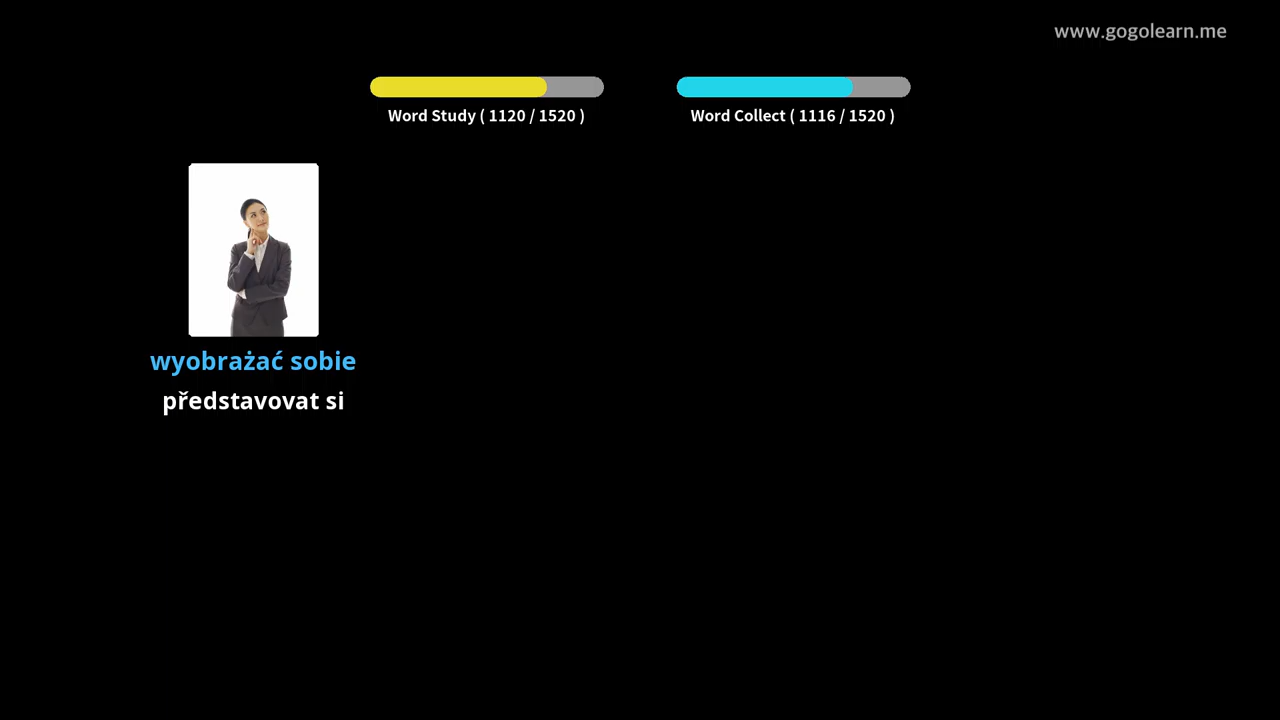 www.gogolearn.me
Word Study ( 1120 / 1520 )
Word Collect ( 1116 / 1520 )
wyobrażać sobie
představovat si